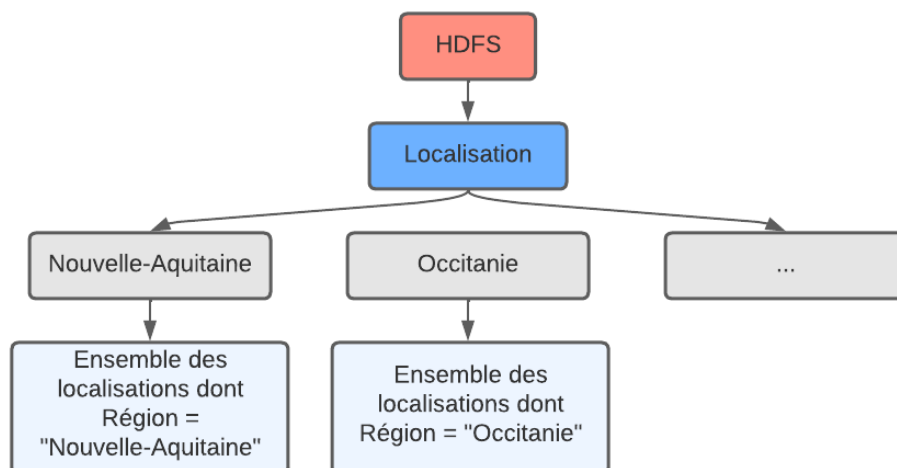 HDFS
Localisation
Nouvelle-Aquitaine
Occitanie
...
Ensemble des
localisations dont
Région =
"Nouvelle-Aquitaine"
Ensemble des
localisations dont
Région = "Occitanie"